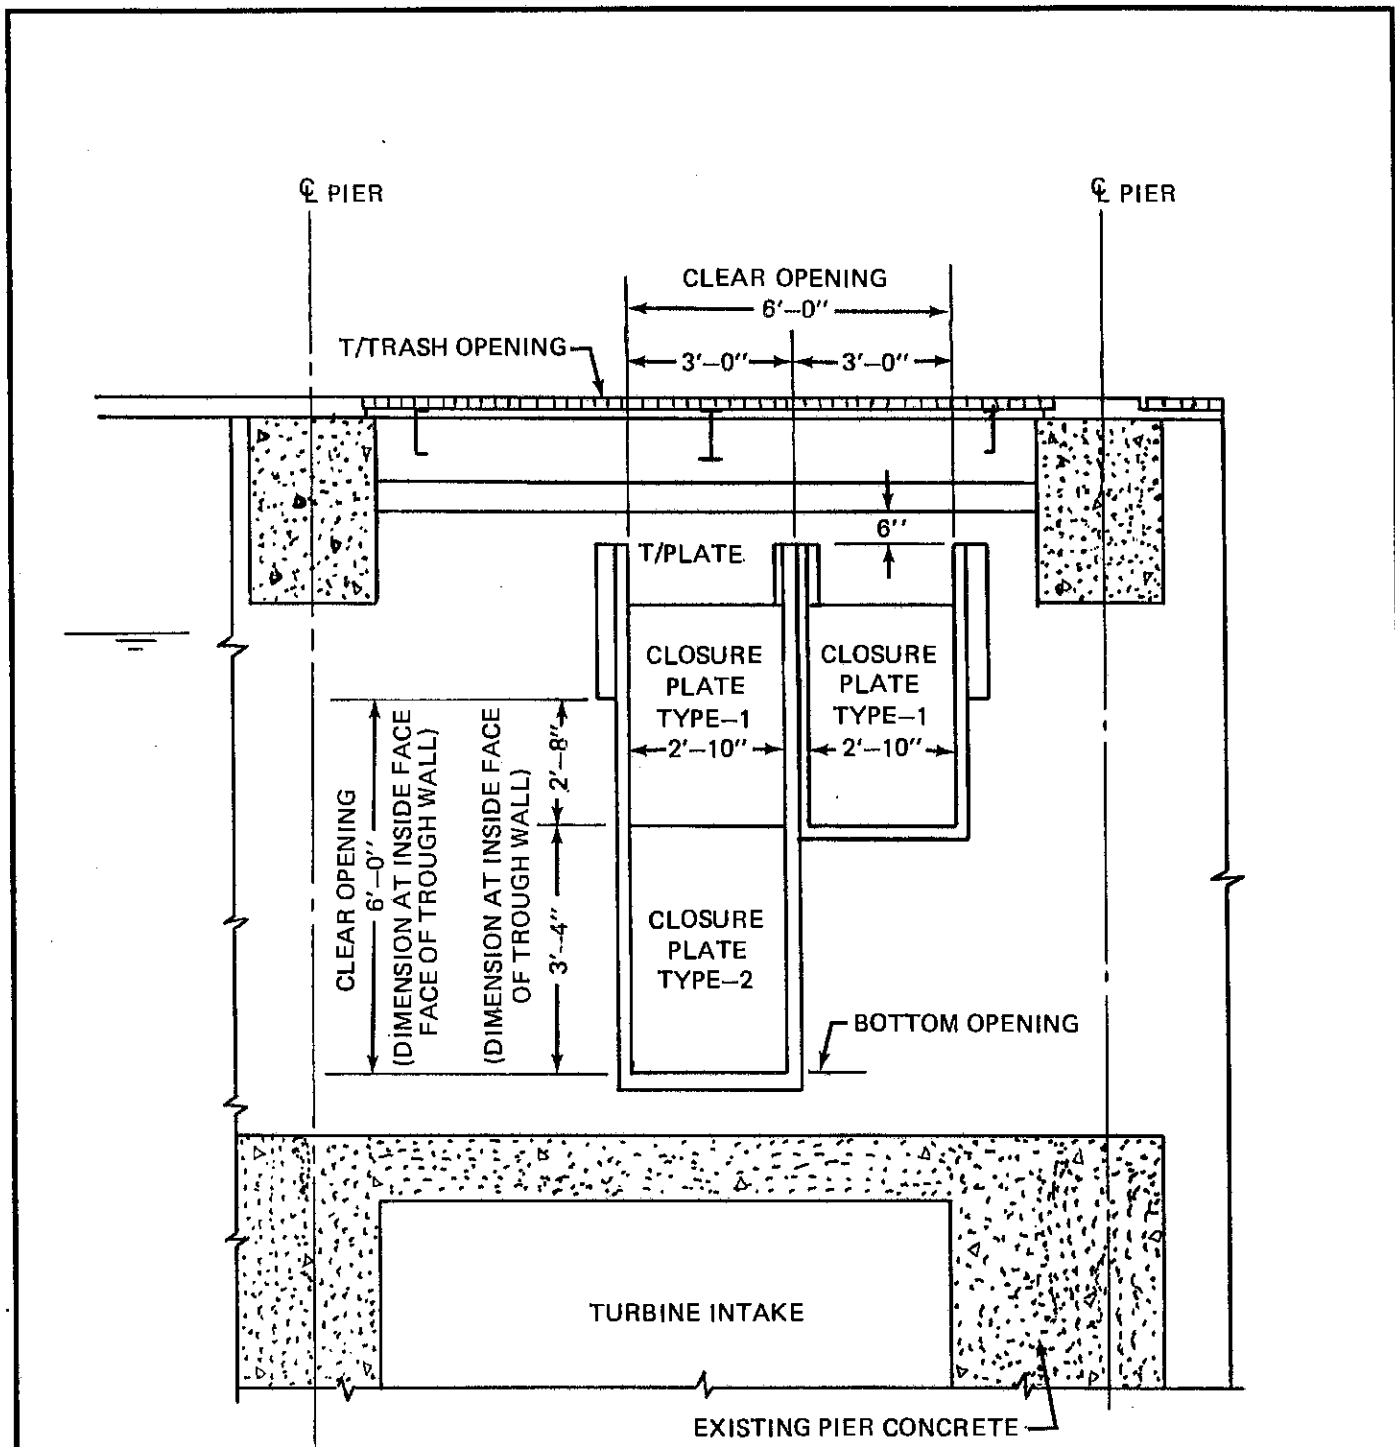 ℄ PIER
℄ PIER
CLEAR OPENING
6'–0"
T/TRASH OPENING
3'–0"
3'–0"
6"
T/PLATE
CLOSURE
PLATE
TYPE–1
2'–10"
CLOSURE
PLATE
TYPE–1
2'–10"
CLEAR OPENING
6'–0"
(DIMENSION AT INSIDE FACE
FACE OF TROUGH WALL)
(DIMENSION AT INSIDE FACE
OF TROUGH WALL)
2'–8"
3'–4"
CLOSURE
PLATE
TYPE–2
BOTTOM OPENING
TURBINE INTAKE
EXISTING PIER CONCRETE